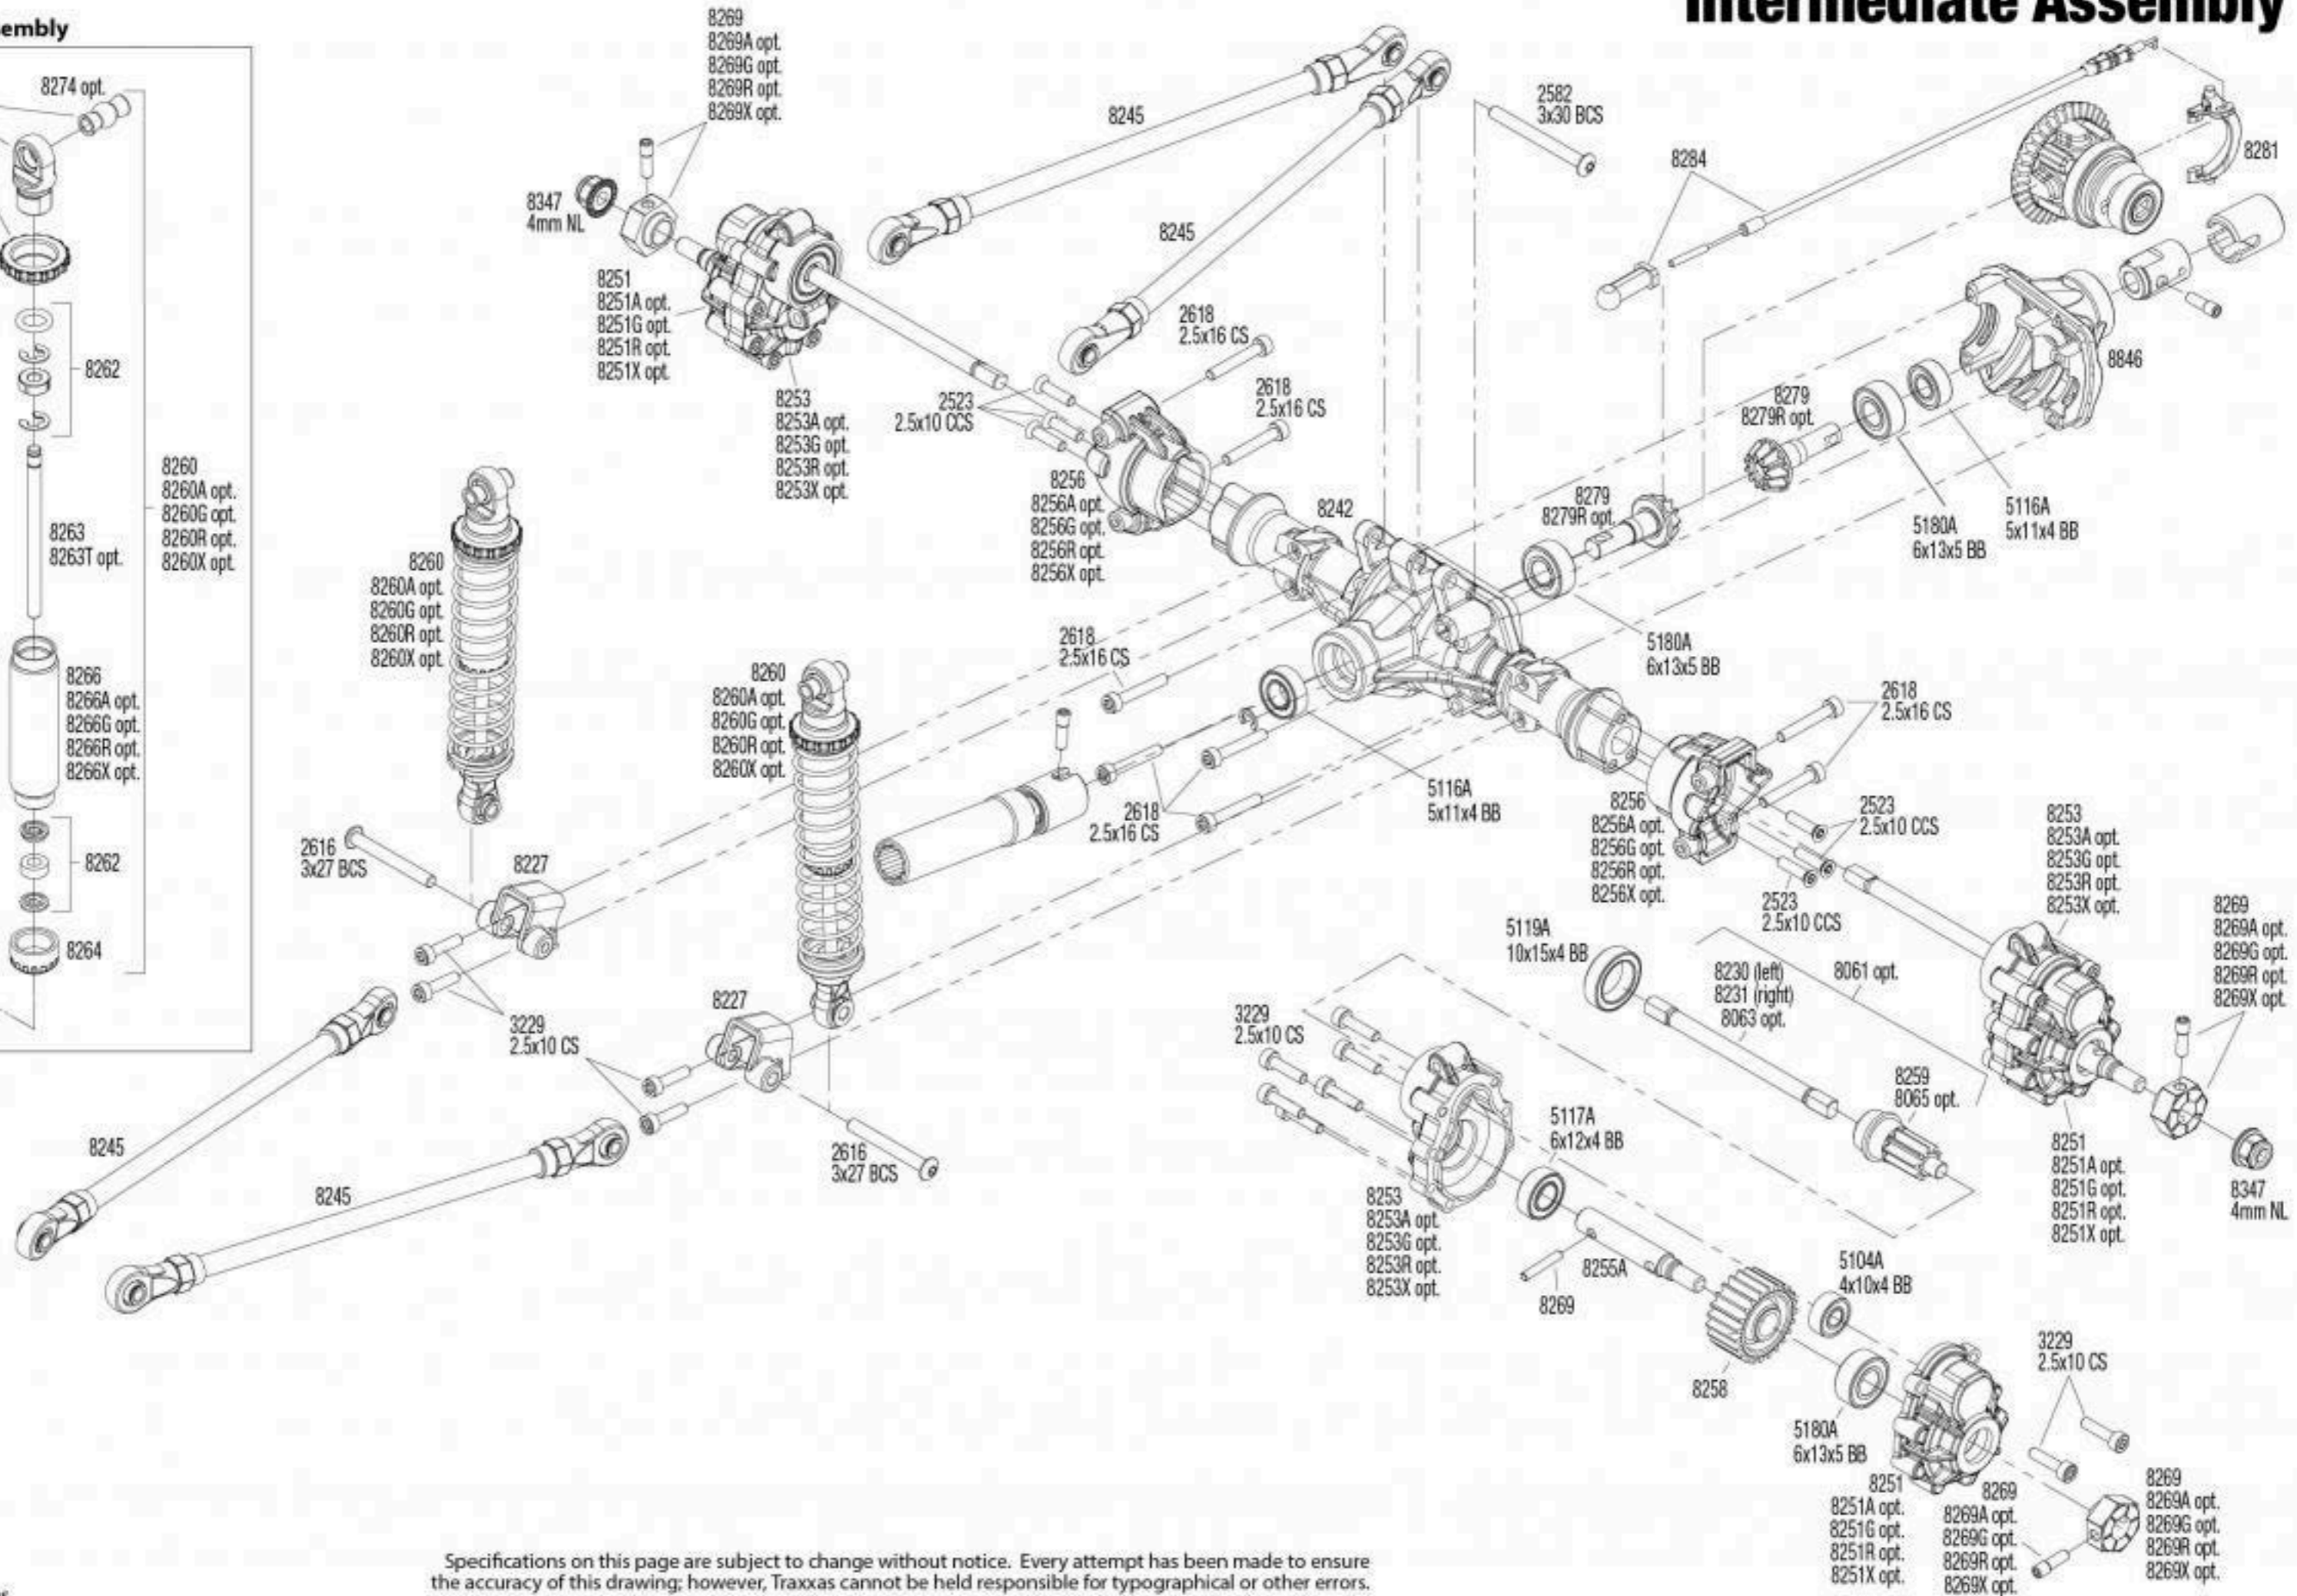 Intermediate Assembly
embly
8274 opt.
8262
8263
8263T opt.
8260
8260A opt.
8260G opt.
8260R opt.
8260X opt.
8266
8266A opt.
8266G opt.
8266R opt.
8266X opt.
8262
8264
8269
8269A opt.
8269G opt.
8269R opt.
8269X opt.
8347
4mm NL
8251
8251A opt.
8251G opt.
8251R opt.
8251X opt.
8253
8253A opt.
8253G opt.
8253R opt.
8253X opt.
8245
8245
2582
3x30 BCS
8284
8281
2618
2.5x16 CS
2618
2.5x16 CS
2523
2.5x10 CCS
8256
8256A opt.
8256G opt.
8256R opt.
8256X opt.
8242
8279
8279R opt.
8279
8279R opt.
8846
5116A
5x11x4 BB
5180A
6x13x5 BB
5180A
6x13x5 BB
8260
8260A opt.
8260G opt.
8260R opt.
8260X opt.
8260
8260A opt.
8260G opt.
8260R opt.
8260X opt.
2618
2.5x16 CS
2618
2.5x16 CS
5116A
5x11x4 BB
2618
2.5x16 CS
8256
8256A opt.
8256G opt.
8256R opt.
8256X opt.
2523
2.5x10 CCS
2523
2.5x10 CCS
8253
8253A opt.
8253G opt.
8253R opt.
8253X opt.
8269
8269A opt.
8269G opt.
8269R opt.
8269X opt.
2616
3x27 BCS
8227
3229
2.5x10 CS
8227
2616
3x27 BCS
8245
8245
5119A
10x15x4 BB
8230 (left)
8231 (right)
8063 opt.
8061 opt.
8259
8065 opt.
8251
8251A opt.
8251G opt.
8251R opt.
8251X opt.
8347
4mm NL
3229
2.5x10 CS
5117A
6x12x4 BB
8253
8253A opt.
8253G opt.
8253R opt.
8253X opt.
8269
8255A
5104A
4x10x4 BB
8258
5180A
6x13x5 BB
3229
2.5x10 CS
8251
8251A opt.
8251G opt.
8251R opt.
8251X opt.
8269
8269A opt.
8269G opt.
8269R opt.
8269X opt.
8269
8269A opt.
8269G opt.
8269R opt.
8269X opt.
Specifications on this page are subject to change without notice. Every attempt has been made to ensure
the accuracy of this drawing; however, Traxxas cannot be held responsible for typographical or other errors.